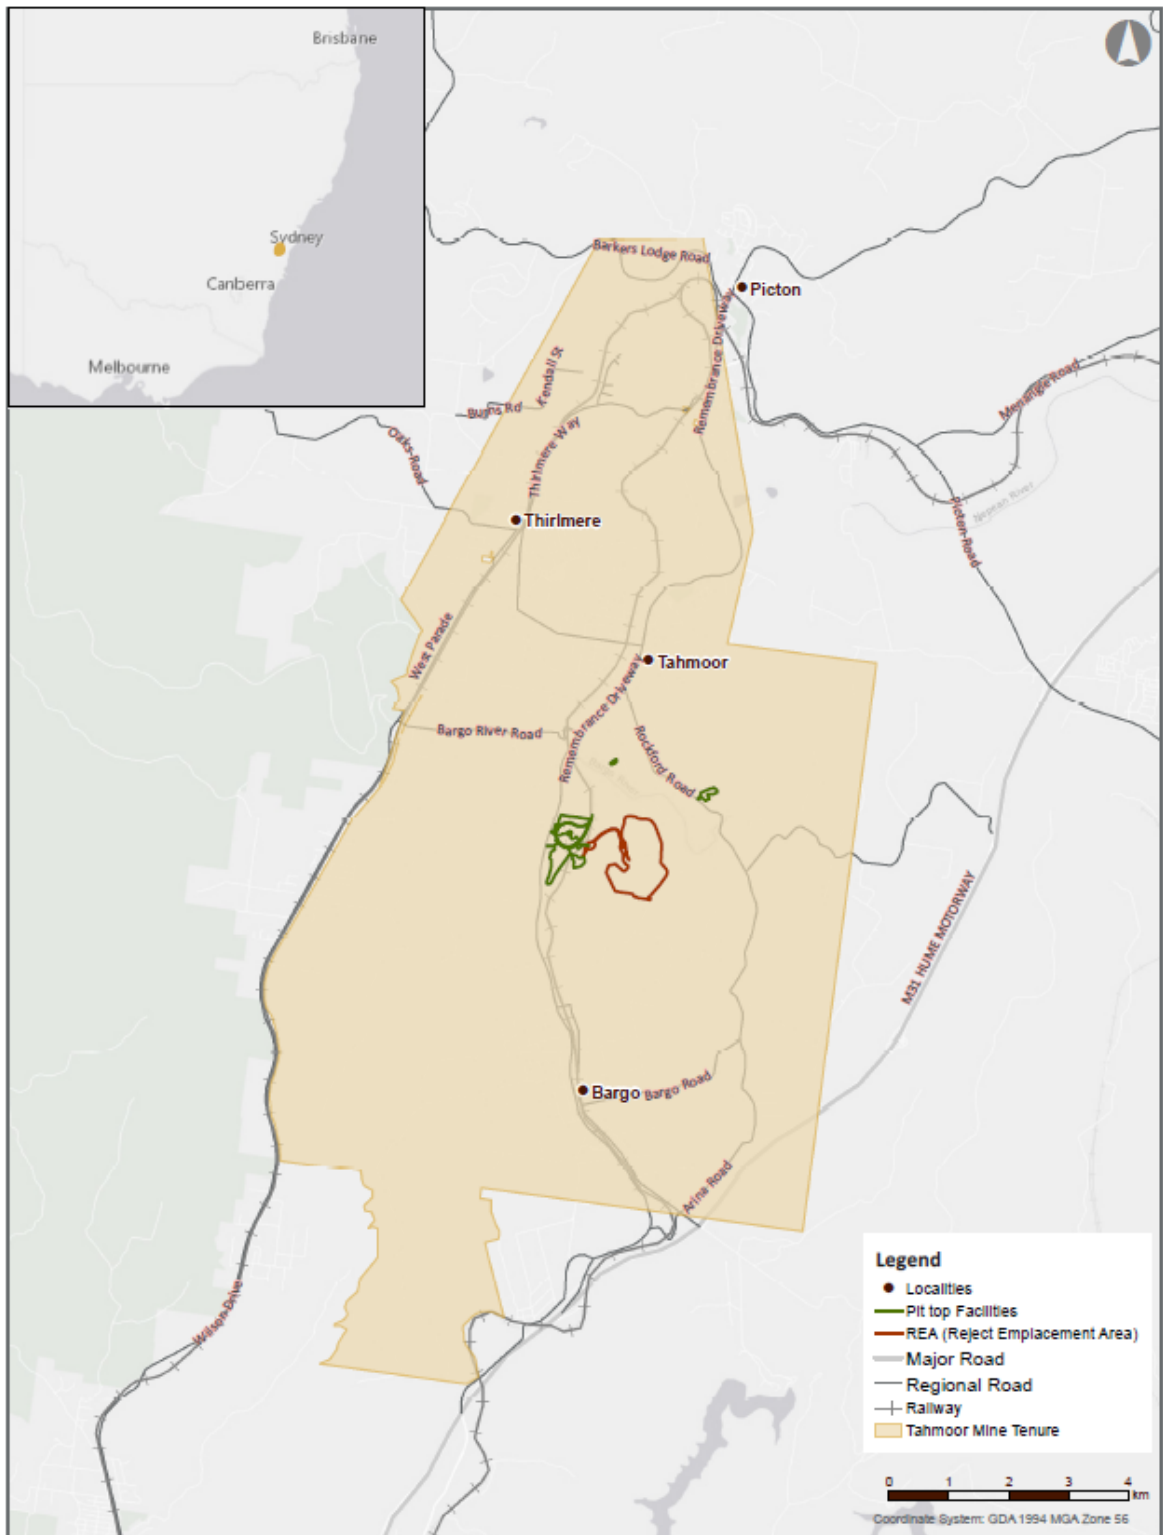 Brisbane
Sydney
Canberra
Melbourne
Barkers Lodge Road
Picton
Remembrance Driveway
Kendall St
Burns Rd
Menangle Road
Oaks Road
Thirlmere Way
Nepean River
Picton Road
Thirlmere
West Parade
Tahmoor
Remembrance Driveway
Bargo River Road
Rockford Road
M31 HUME MOTORWAY
Bargo
Bargo Road
Arina Road
Wilson Drive
Legend
Localities
Pit top Facilities
REA (Reject Emplacement Area)
Major Road
Regional Road
Railway
Tahmoor Mine Tenure
0 1 2 3 4
km
Coordinate System: GDA 1994 MGA Zone 56